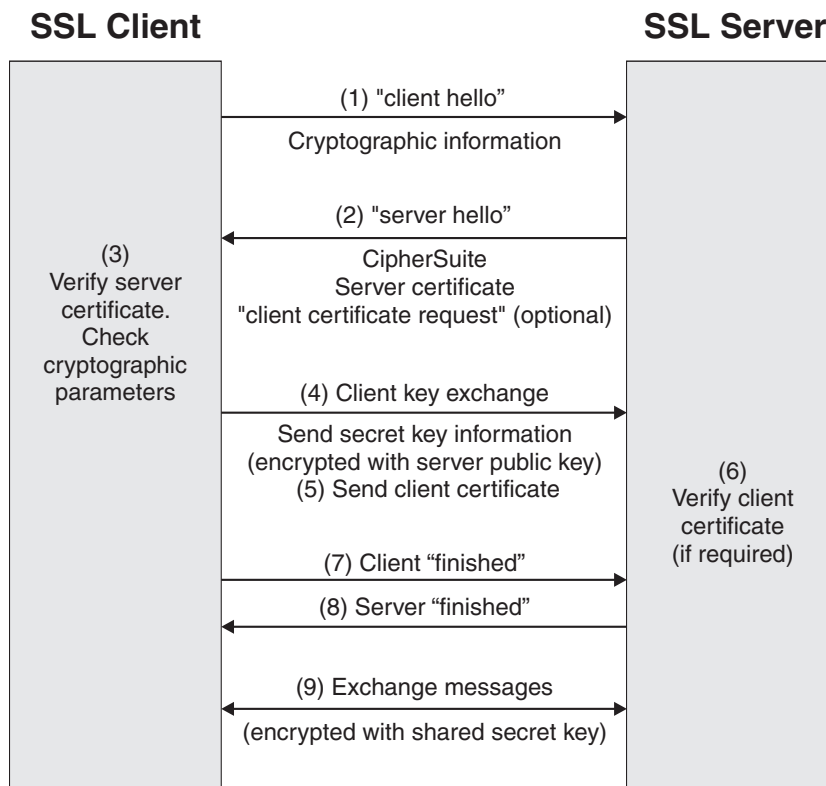 SSL Client
SSL Server
(1) "client hello”
Cryptographic information
(2) "server hello”
CipherSuite
Server certificate
"client certificate request" (optional)
(3)
Verify server
certificate.
Check
cryptographic
parameters
(4) Client key exchange
Send secret key information
(encrypted with server public key)
(5) Send client certificate
(6)
Verify client
certificate
(if required)
(7) Client “finished”
(8) Server “finished”
(9) Exchange messages
(encrypted with shared secret key)